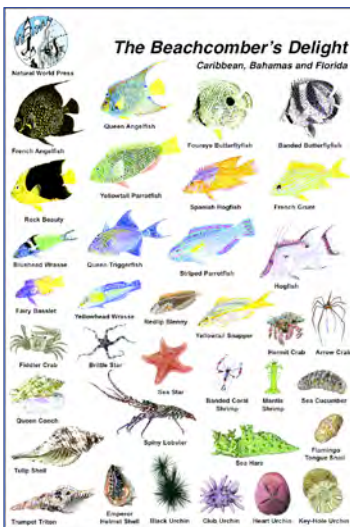 The Beachcomber's Delight
Caribbean, Bahamas and Florida
Natural World Press
Queen Angelfish
Foureye Butterflyfish
Banded Butterflyfish
French Angelfish
Yellowtail Parrotfish
Spanish Hogfish
French Grunt
Rock Beauty
Bluehead Wrasse
Queen Triggerfish
Striped Parrotfish
Hogfish
Fairy Basslet
Yellowhead Wrasse
Redlip Blenny
Yellowtail Snapper
Hermit Crab
Arrow Crab
Fiddler Crab
Brittle Star
Sea Star
Banded Coral Shrimp
Mantis Shrimp
Sea Cucumber
Queen Conch
Spiny Lobster
Flamingo Tongue Snail
Tulip Shell
Sea Hare
Trumpet Triton
Emperor Helmet Shell
Black Urchin
Club Urchin
Heart Urchin
Key-Hole Urchin